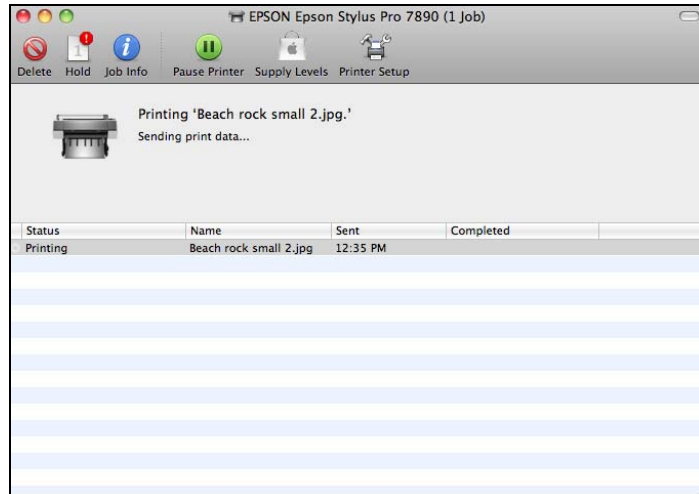 EPSON Epson Stylus Pro 7890 (1 Job)
Delete Hold Job Info Pause Printer Supply Levels Printer Setup
1
Printing ‘Beach rock small 2.jpg.’
Sending print data...
Status Name Sent Completed
Printing Beach rock small 2.jpg 12:35 PM